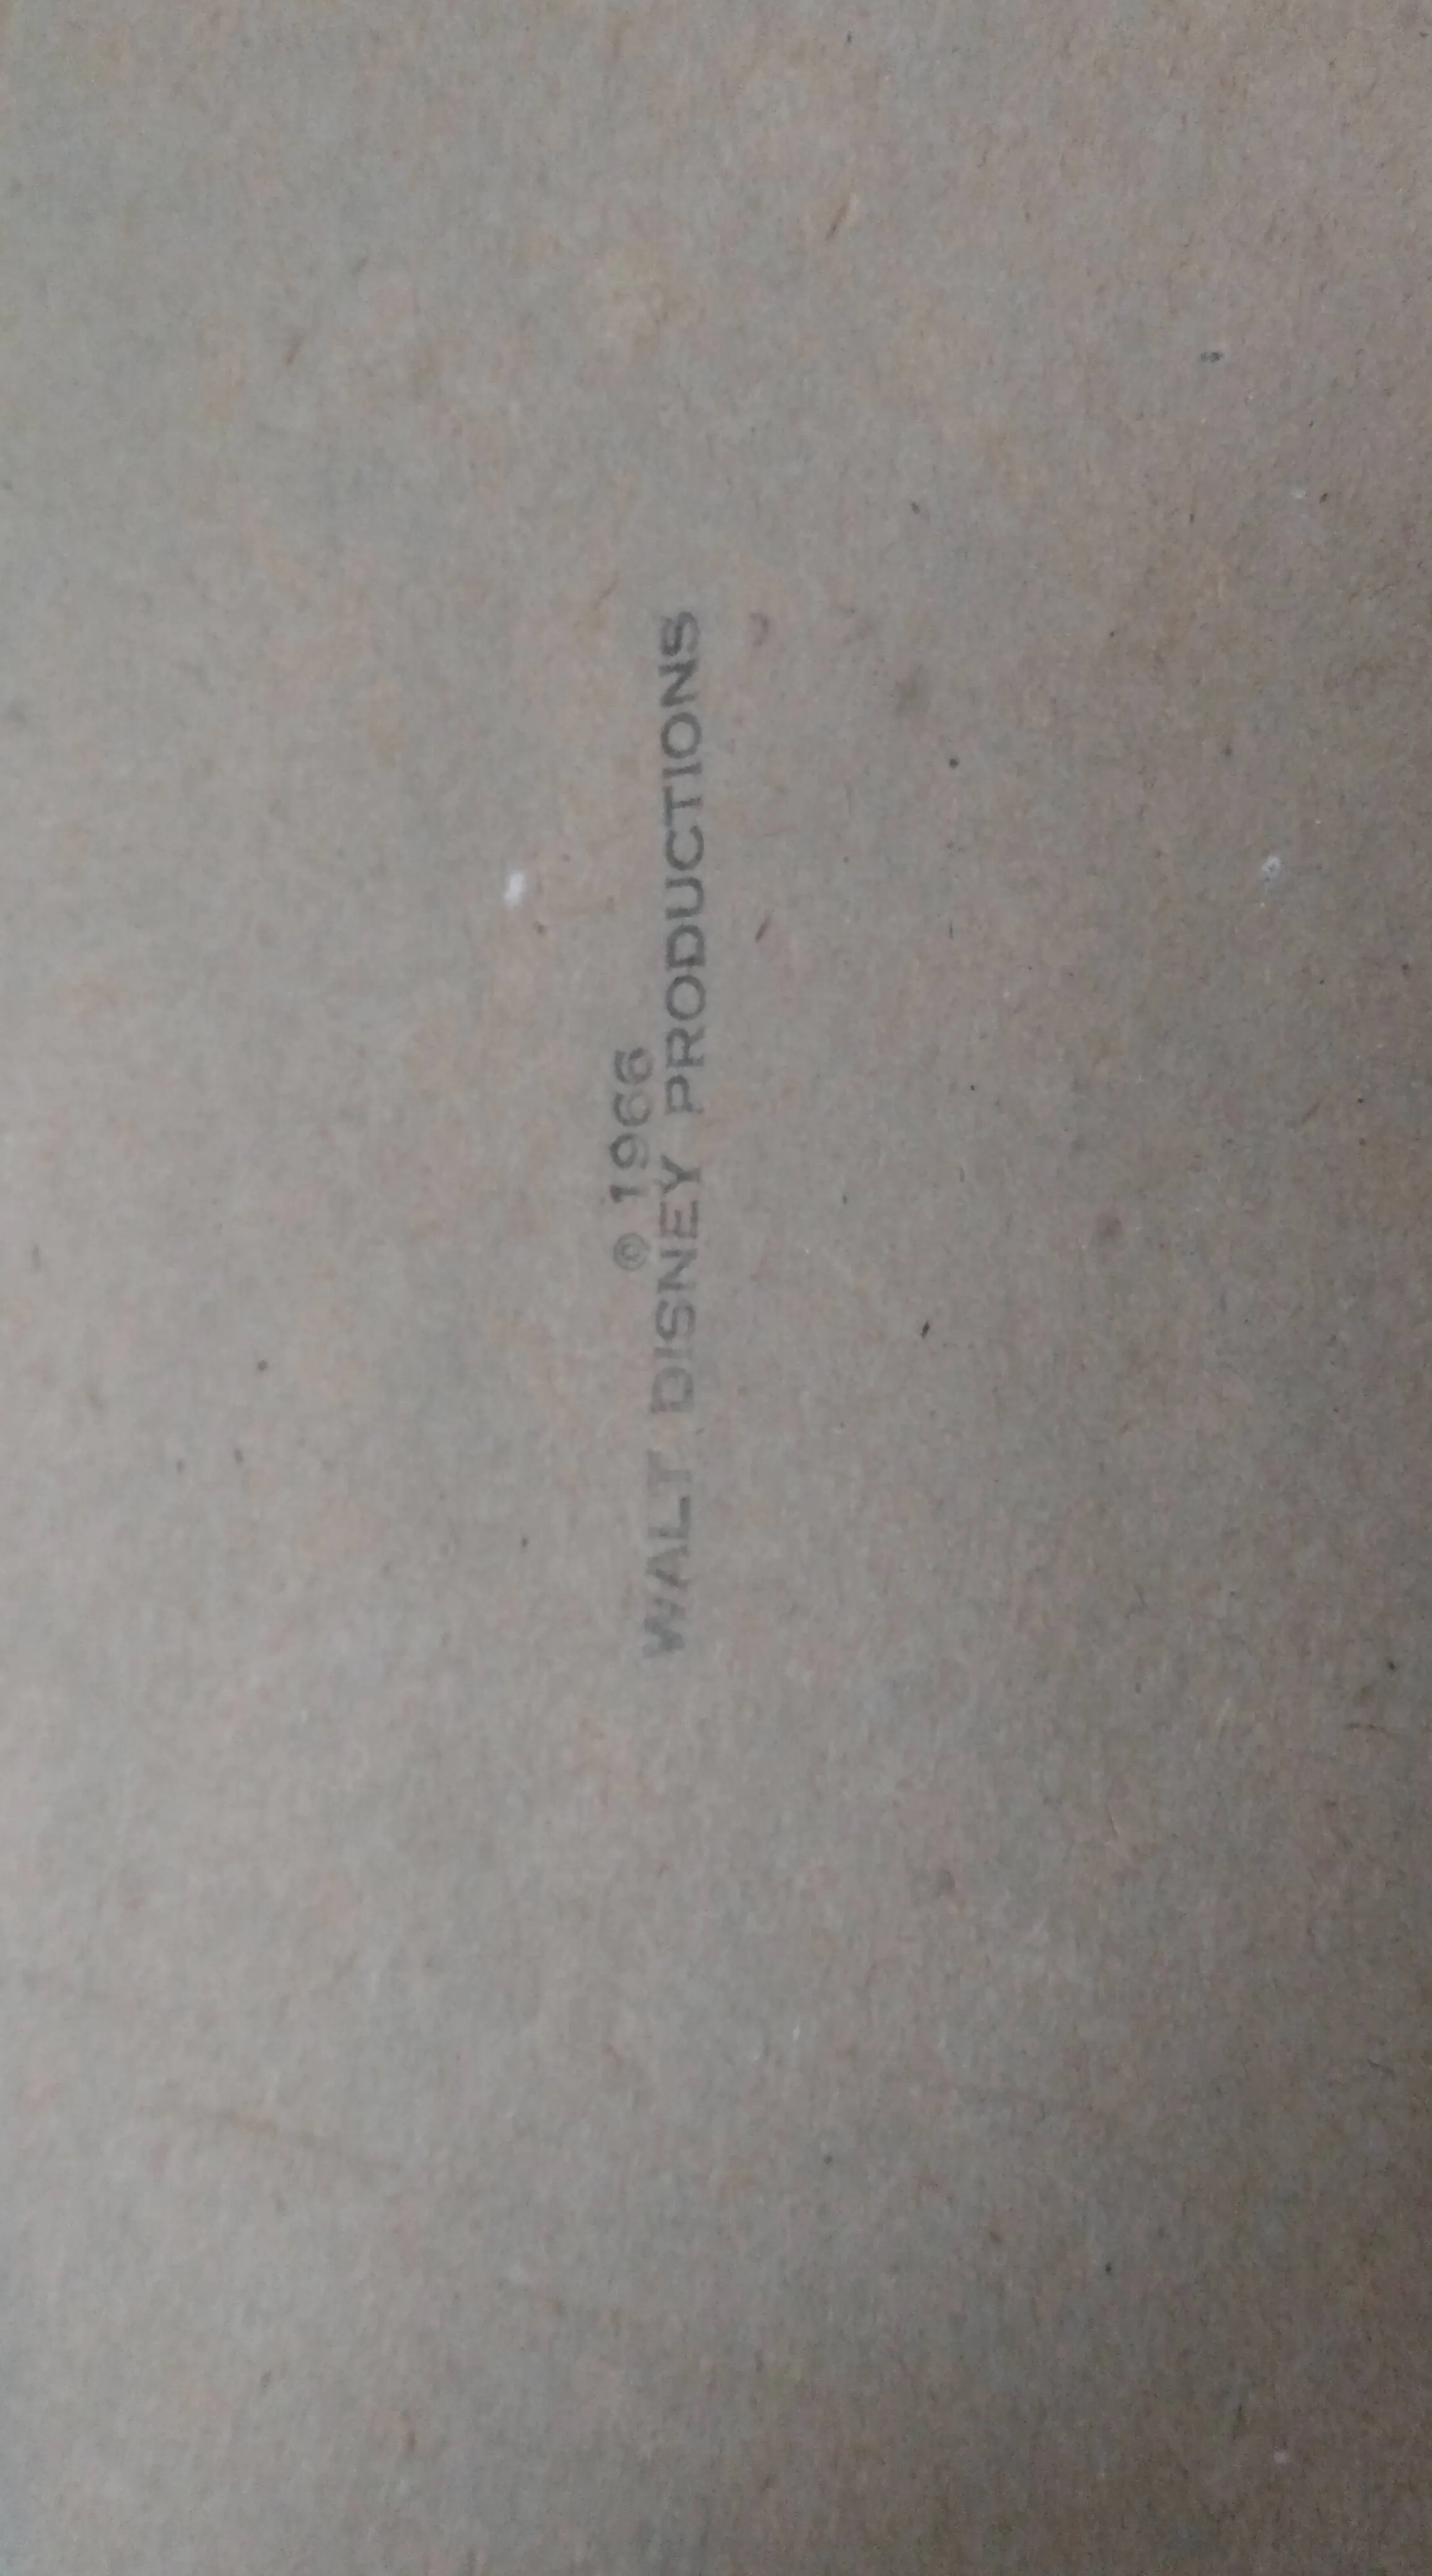 © 1966
WALT DISNEY PRODUCTIONS